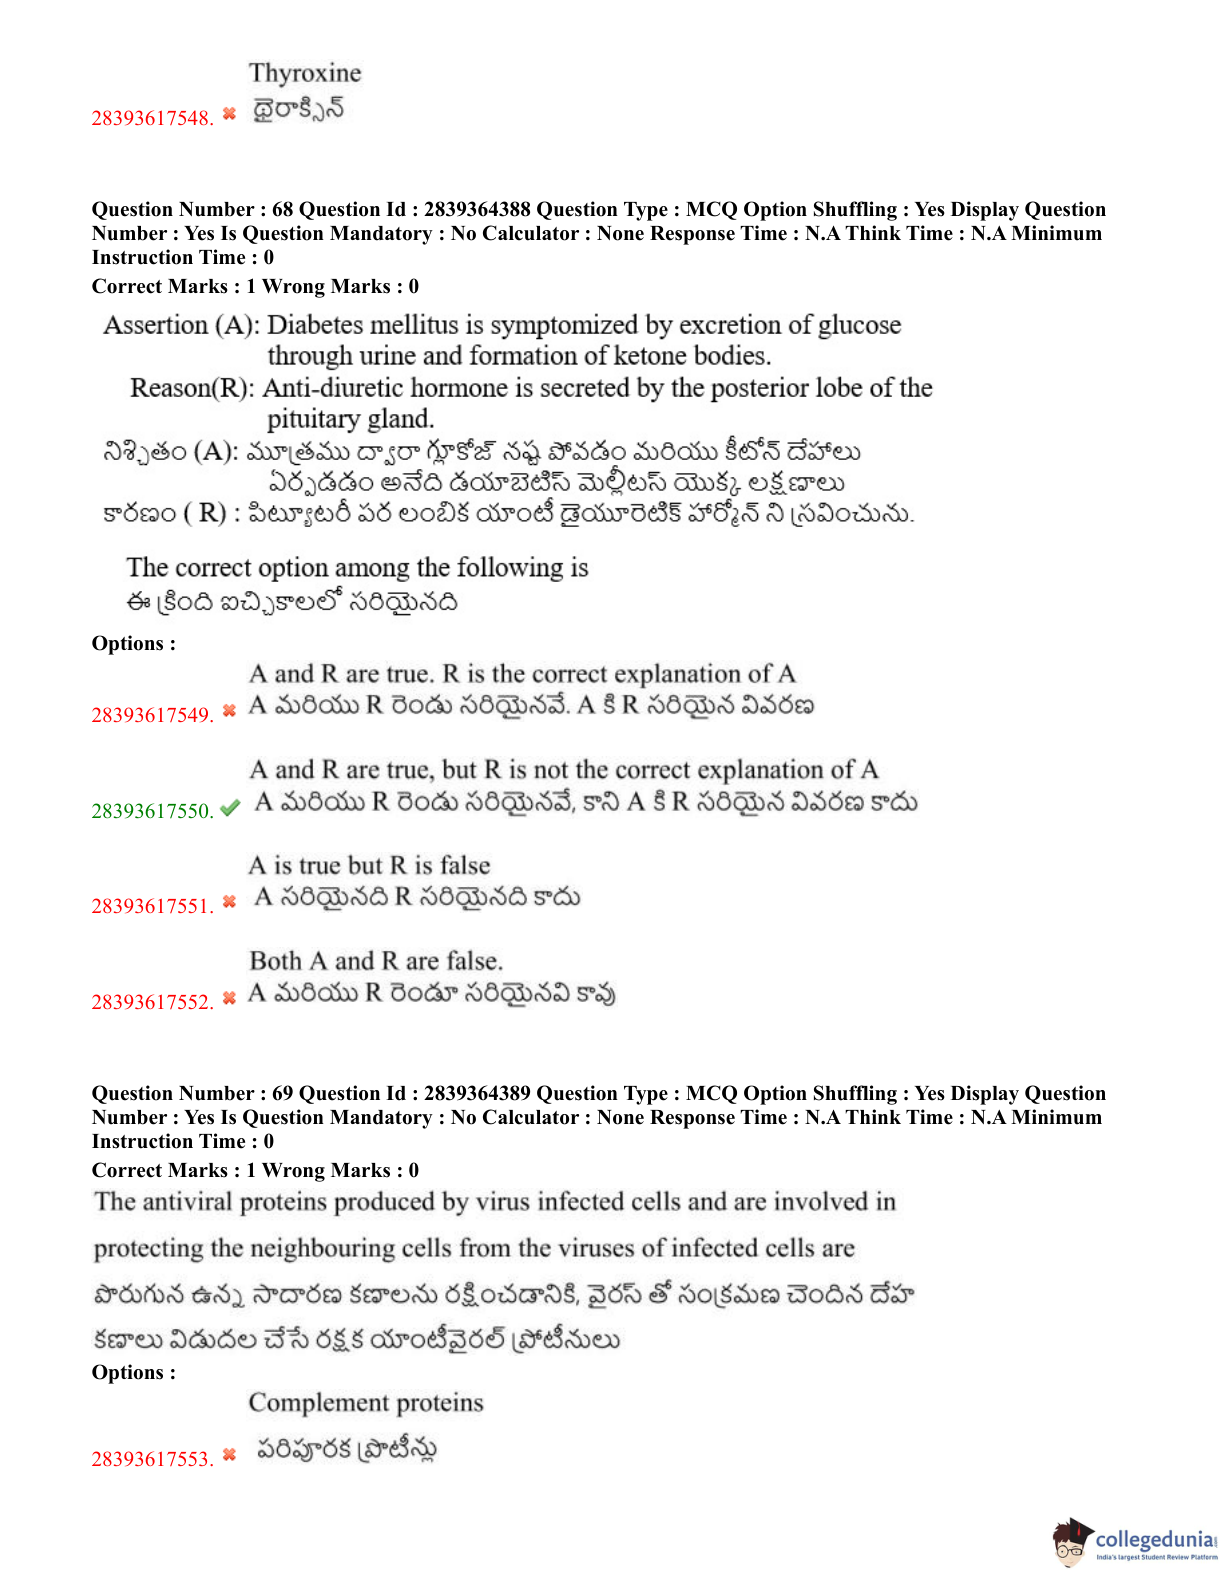 Thyroxine
28393617548. థైరాక్సిన్
Question Number : 68 Question Id : 2839364388 Question Type : MCQ Option Shuffling : Yes Display Question
Number : Yes Is Question Mandatory : No Calculator : None Response Time : N.A Think Time : N.A Minimum
Instruction Time : 0
Correct Marks : 1 Wrong Marks : 0
Assertion (A): Diabetes mellitus is symptomized by excretion of glucose
through urine and formation of ketone bodies.
Reason(R): Anti-diuretic hormone is secreted by the posterior lobe of the
pituitary gland.
నిశ్చితం (A): మూత్రము ద్వారా గ్లూకోజ్ నష్ట పోవడం మరియు కీటోన్ దేహాలు
ఏర్పడడం అనేది డయాబెటిస్ మెల్లీటస్ యొక్క లక్షణాలు
కారణం ( R) : పిట్యూటరీ పర లంబిక యాంటీ డైయూరెటిక్ హార్మోన్ ని స్రవించును.
The correct option among the following is
ఈ క్రింది ఐచ్ఛికాలలో సరియైనది
Options :
A and R are true. R is the correct explanation of A
28393617549. A మరియు R రెండు సరియైనవే. A కి R సరియైన వివరణ
A and R are true, but R is not the correct explanation of A
28393617550. A మరియు R రెండు సరియైనవే, కాని A కి R సరియైన వివరణ కాదు
A is true but R is false
28393617551. A సరియైనది R సరియైనది కాదు
Both A and R are false.
28393617552. A మరియు R రెండూ సరియైనవి కావు
Question Number : 69 Question Id : 2839364389 Question Type : MCQ Option Shuffling : Yes Display Question
Number : Yes Is Question Mandatory : No Calculator : None Response Time : N.A Think Time : N.A Minimum
Instruction Time : 0
Correct Marks : 1 Wrong Marks : 0
The antiviral proteins produced by virus infected cells and are involved in
protecting the neighbouring cells from the viruses of infected cells are
పొరుగున ఉన్న సాదారణ కణాలను రక్షించడానికి, వైరస్ తో సంక్రమణ చెందిన దేహ
కణాలు విడుదల చేసే రక్షక యాంటీవైరల్ ప్రోటీనులు
Options :
Complement proteins
28393617553. పరిపూరక ప్రొటీన్లు
collegedunia
India's largest Student Review Platform